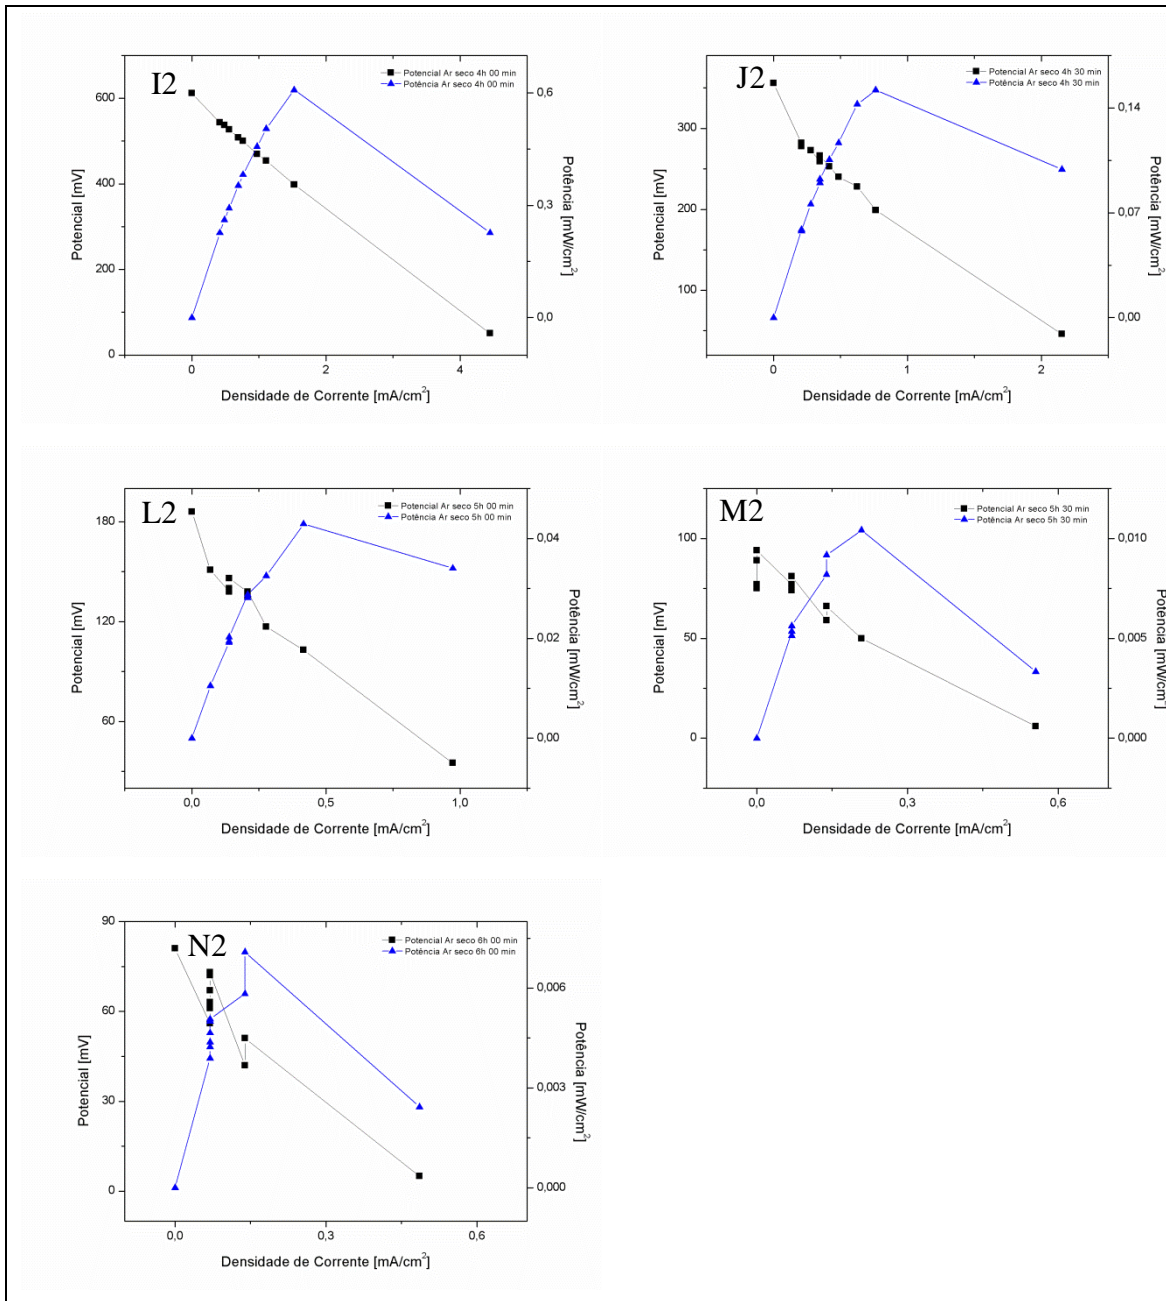 I2
Potencial Ar seco 4h 00 min
Potência Ar seco 4h 00 min
600
400
200
0
0,6
0,3
0,0
0
2
4
Potencial [mV]
Potência [mW/cm²]
Densidade de Corrente [mA/cm²]
J2
Potencial Ar seco 4h 30 min
Potência Ar seco 4h 30 min
300
200
100
0,14
0,07
0,00
0
1
2
Potencial [mV]
Potência [mW/cm²]
Densidade de Corrente [mA/cm²]
L2
Potencial Ar seco 5h 00 min
Potência Ar seco 5h 00 min
180
120
60
0,04
0,02
0,00
0,0
0,5
1,0
Potencial [mV]
Potência [mW/cm²]
Densidade de Corrente [mA/cm²]
M2
Potencial Ar seco 5h 30 min
Potência Ar seco 5h 30 min
100
50
0
0,010
0,005
0,000
0,0
0,3
0,6
Potencial [mV]
Potência [mW/cm²]
Densidade de Corrente [mA/cm²]
N2
Potencial Ar seco 6h 00 min
Potência Ar seco 6h 00 min
90
60
30
0
0,006
0,003
0,000
0,0
0,3
0,6
Potencial [mV]
Potência [mW/cm²]
Densidade de Corrente [mA/cm²]